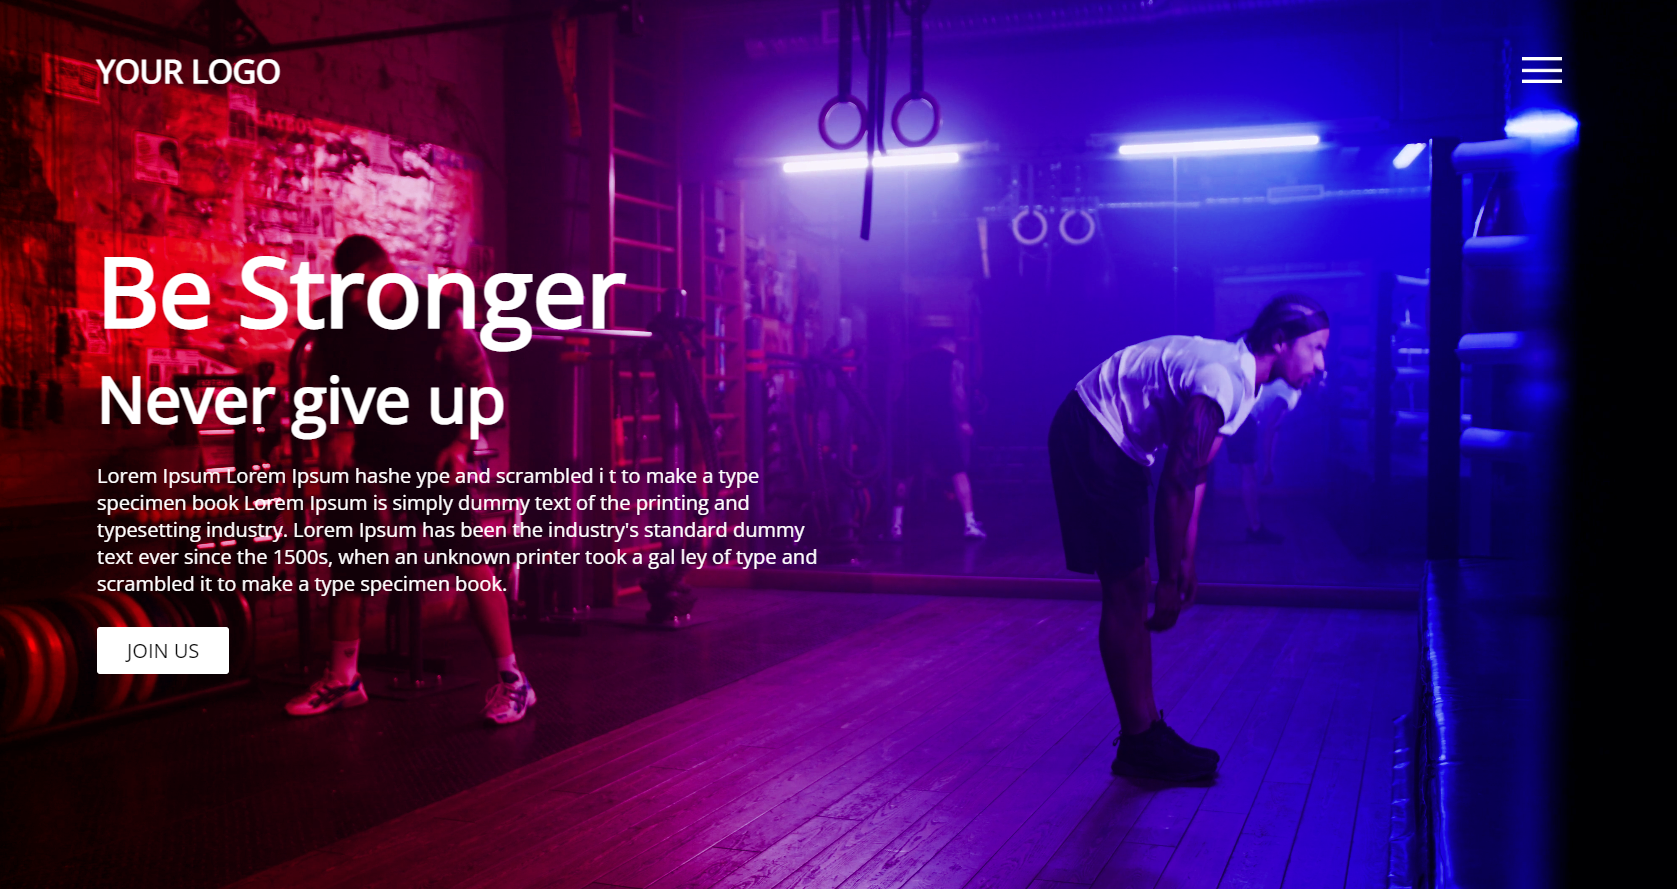 YOUR LOGO
Be Stronger
Never give up
Lorem Ipsum Lorem Ipsum hashe ype and scrambled i t to make a type
specimen book Lorem Ipsum is simply dummy text of the printing and
typesetting industry. Lorem Ipsum has been the industry's standard dummy
text ever since the 1500s, when an unknown printer took a gal ley of type and
scrambled it to make a type specimen book.
JOIN US